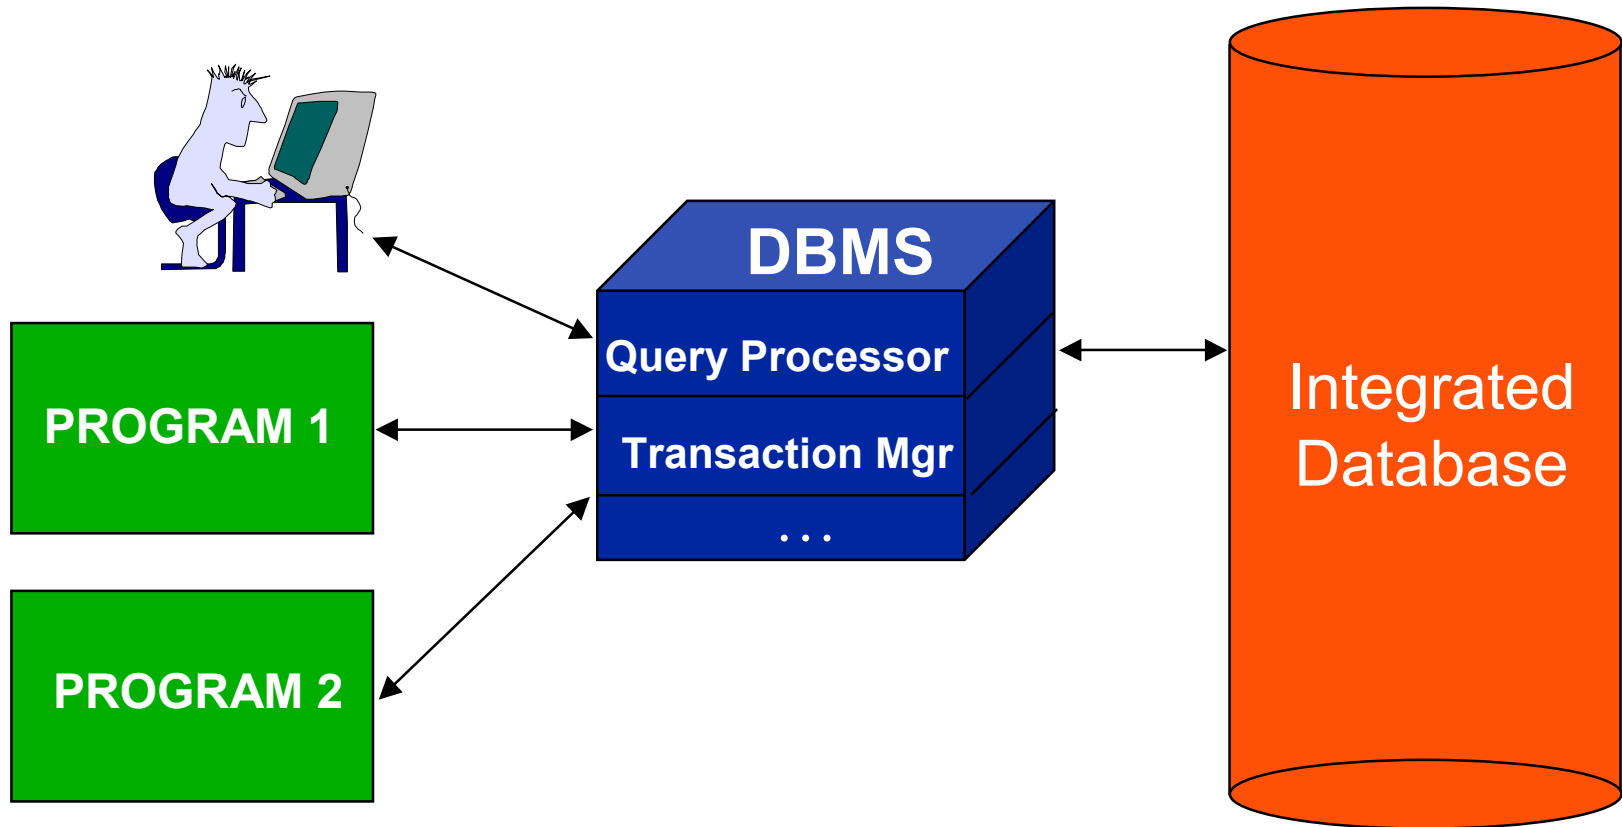 DBMS
Query Processor
Transaction Mgr
...
PROGRAM 1
PROGRAM 2
Integrated
Database